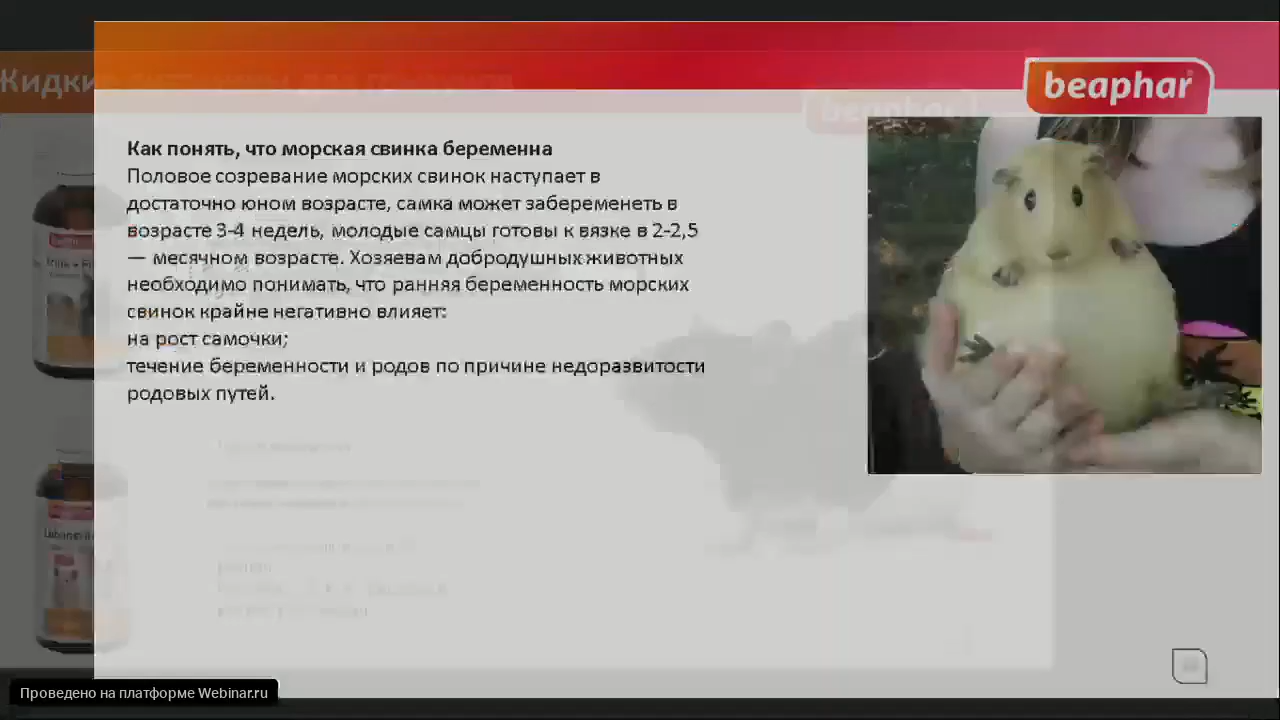 beaphar
Как понять, что морская свинка беременна
Половое созревание морских свинок наступает в
достаточно юном возрасте, самка может забеременеть в
возрасте 3-4 недель, молодые самцы готовы к вязке в 2-2,5
— месячном возрасте. Хозяевам добродушных животных
необходимо понимать, что ранняя беременность морских
свинок крайне негативно влияет:
на рост самочки;
течение беременности и родов по причине недоразвитости
родовых путей.
Проведено на платформе Webinar.ru